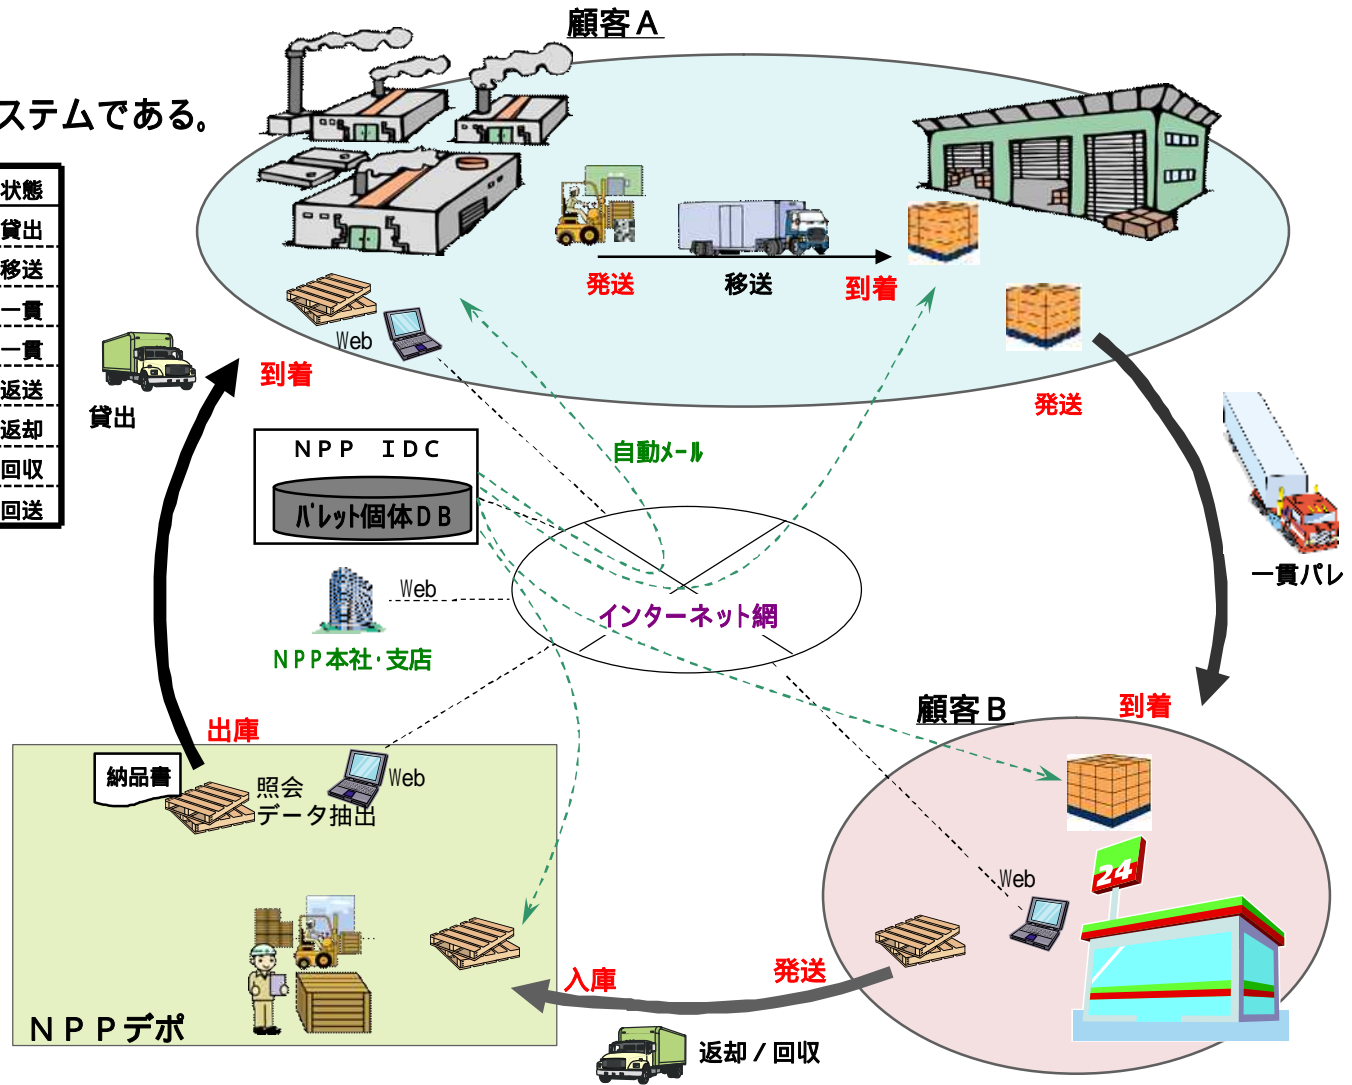 顧客A
ステムである。
状態
貸出
移送
一貫
一貫
返送
返却
回収
回送
発送
移送
到着
Web
到着
貸出
発送
NPP IDC
パレット個体DB
自動メール
一貫パレ
Web
インターネット網
NPP本社・支店
顧客B
到着
出庫
納品書
照会
データ抽出
Web
24
Web
入庫
発送
NPPデポ
返却/回収